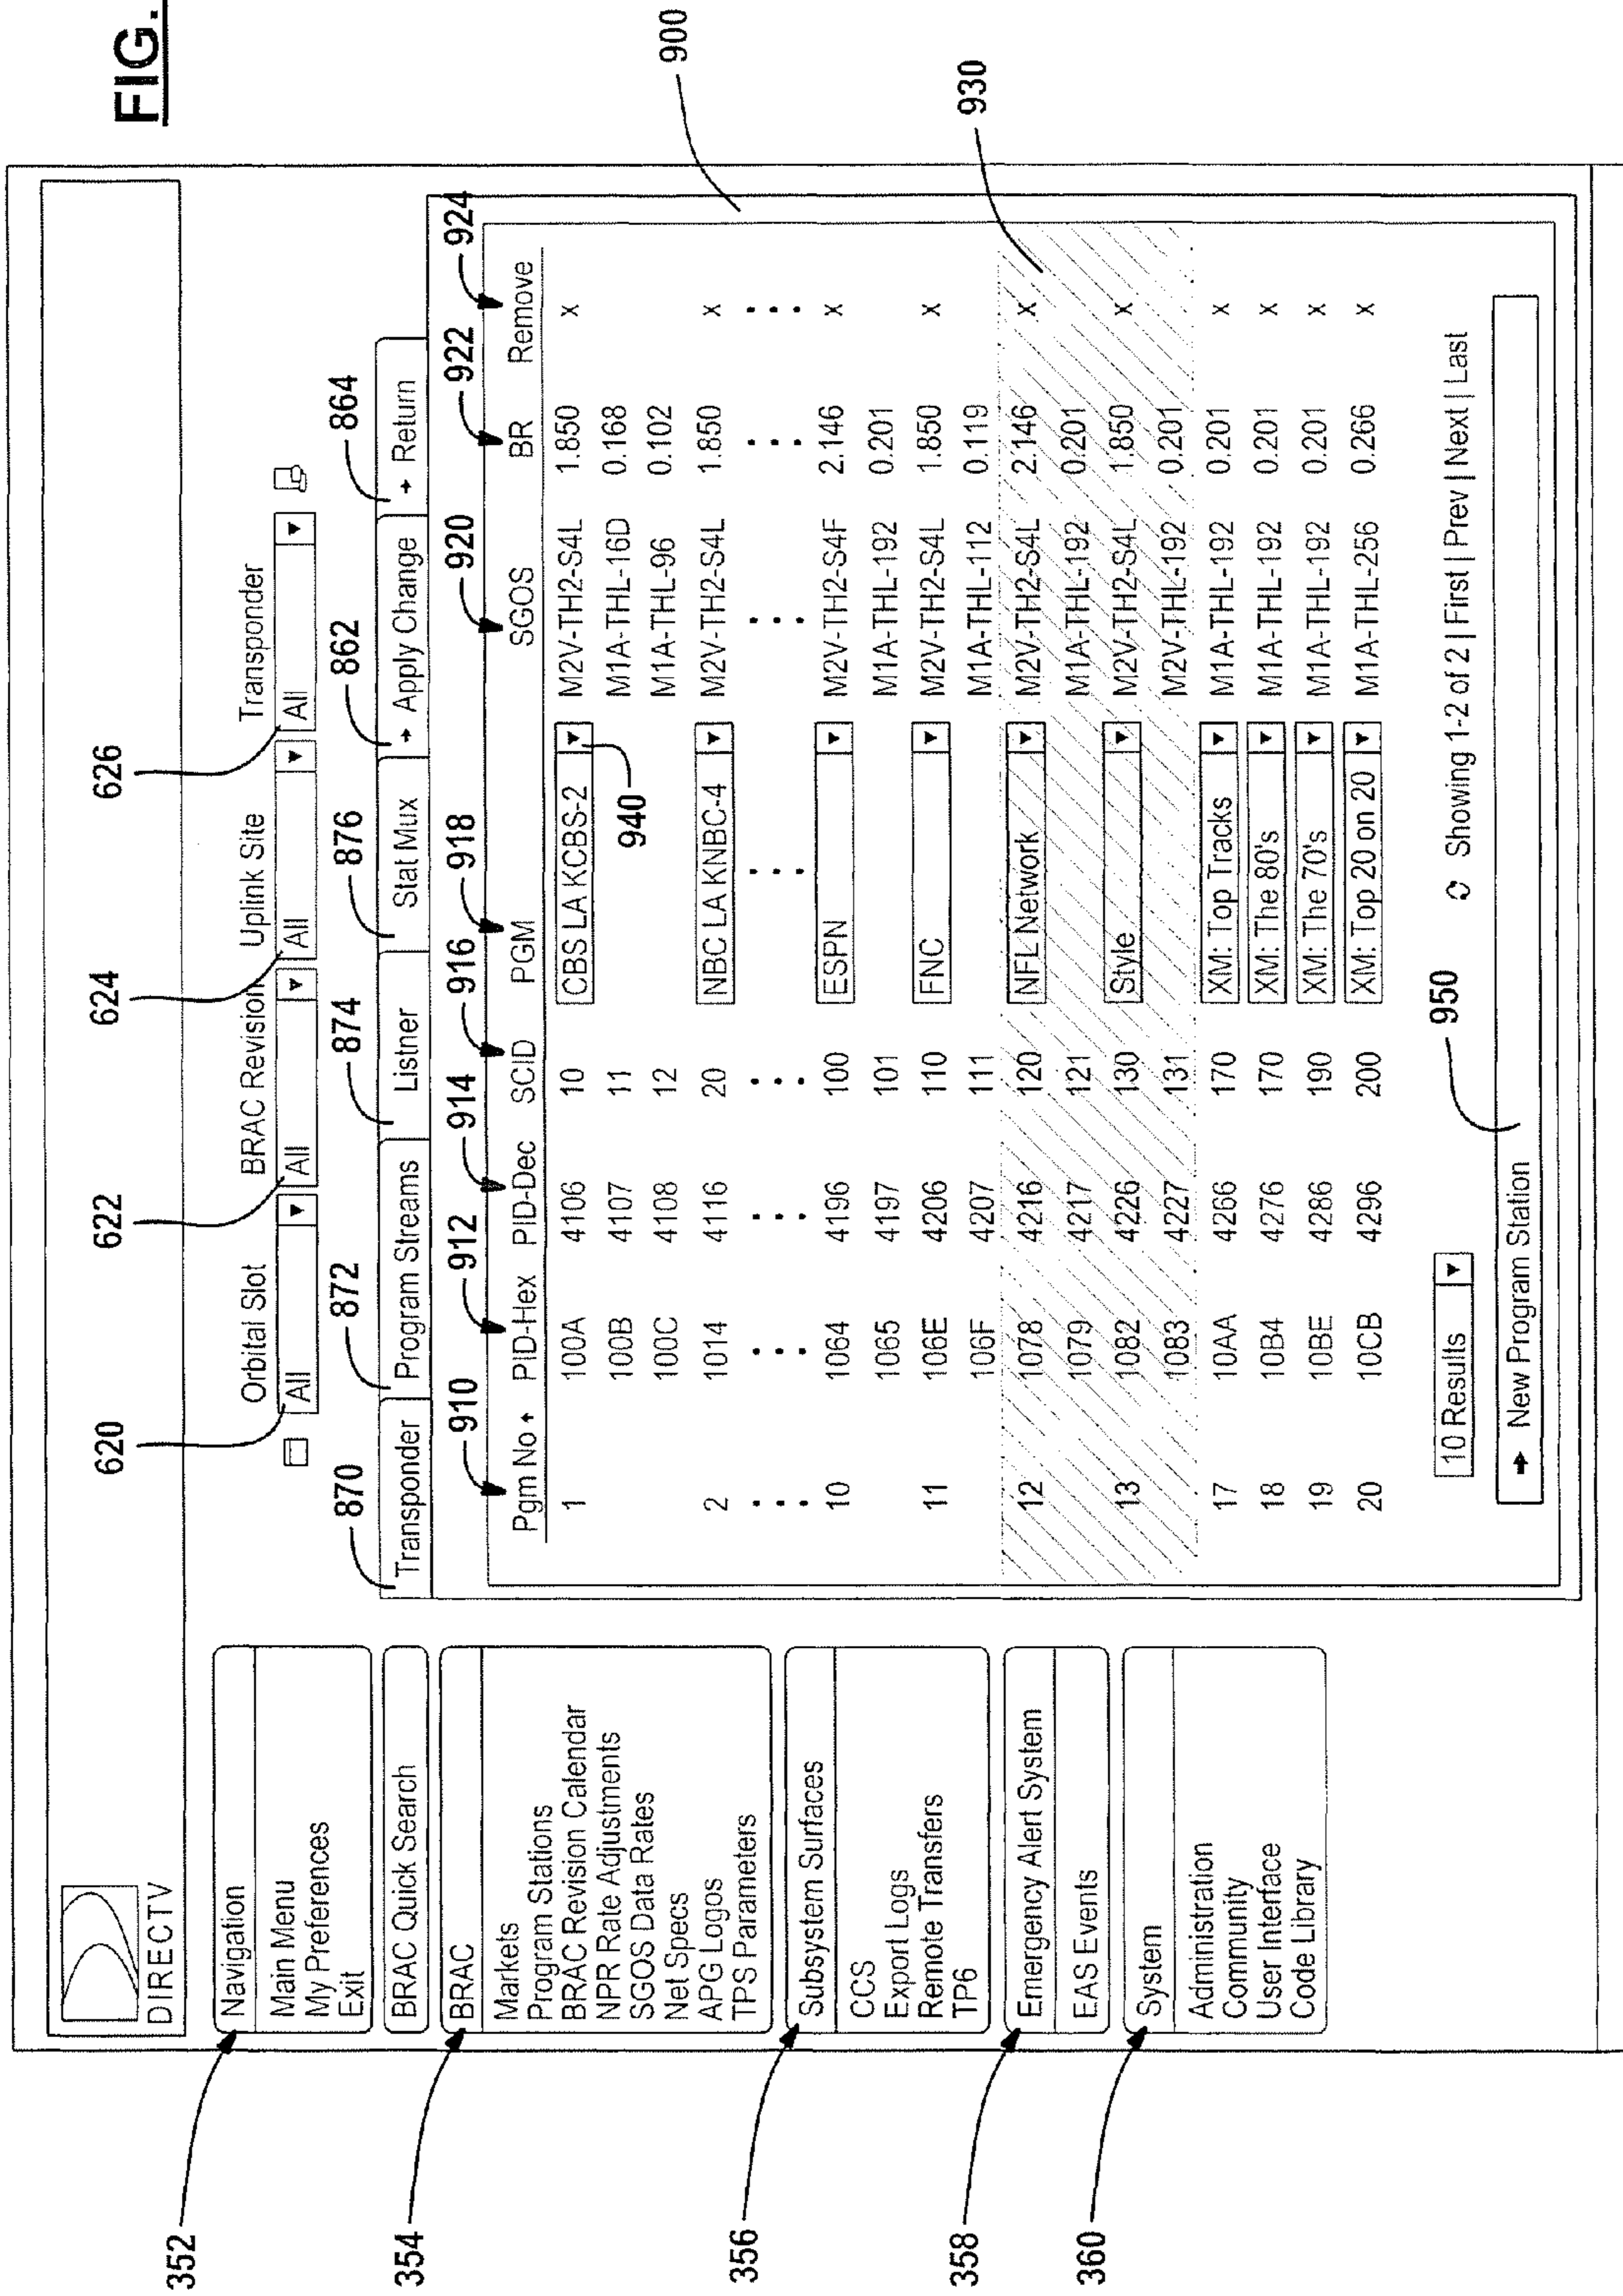 FIG.
DIRECTV
352
Navigation
Main Menu
My Preferences
Exit
BRAC Quick Search
354
BRAC
Markets
Program Stations
BRAC Revision Calendar
NPR Rate Adjustments
SGOS Data Rates
Net Specs
APG Logos
TPS Parameters
356
Subsystem Surfaces
CCS
Export Logs
Remote Transfers
TP6
358
Emergency Alert System
EAS Events
360
System
Administration
Community
User Interface
Code Library
620 622 624 626
Orbital Slot BRAC Revision Uplink Site Transponder
All All All All
870 872 874 876 862 864
Transponder Program Streams Listner Stat Mux Apply Change Return
910 912 914 916 918 920 922 924
Pgm No PID-Hex PID-Dec SCID PGM SGOS BR Remove
1 100A 4106 10 CBS LA KCBS-2 M2V-TH2-S4L 1.850 x
100B 4107 11 M1A-THL-16D 0.168
100C 4108 12 M1A-THL-96 0.102
940
2 1014 4116 20 NBC LA KNBC-4 M2V-TH2-S4L 1.850 x
10 1064 4196 100 ESPN M2V-TH2-S4F 2.146 x
1065 4197 101 M1A-THL-192 0.201
11 106E 4206 110 FNC M2V-TH2-S4L 1.850 x
106F 4207 111 M1A-THL-112 0.119
12 1078 4216 120 NFL Network M2V-TH2-S4L 2.146 x
1079 4217 121 M1A-THL-192 0.201
13 1082 4226 130 Style M2V-TH2-S4L 1.850 x
1083 4227 131 M2V-THL-192 0.201
17 10AA 4266 170 XM: Top Tracks M1A-THL-192 0.201 x
18 10B4 4276 170 XM: The 80's M1A-THL-192 0.201 x
19 10BE 4286 190 XM: The 70's M1A-THL-192 0.201 x
20 10CB 4296 200 XM: Top 20 on 20 M1A-THL-256 0.266 x
900
930
10 Results
Showing 1-2 of 2 | First | Prev | Next | Last
950
New Program Station